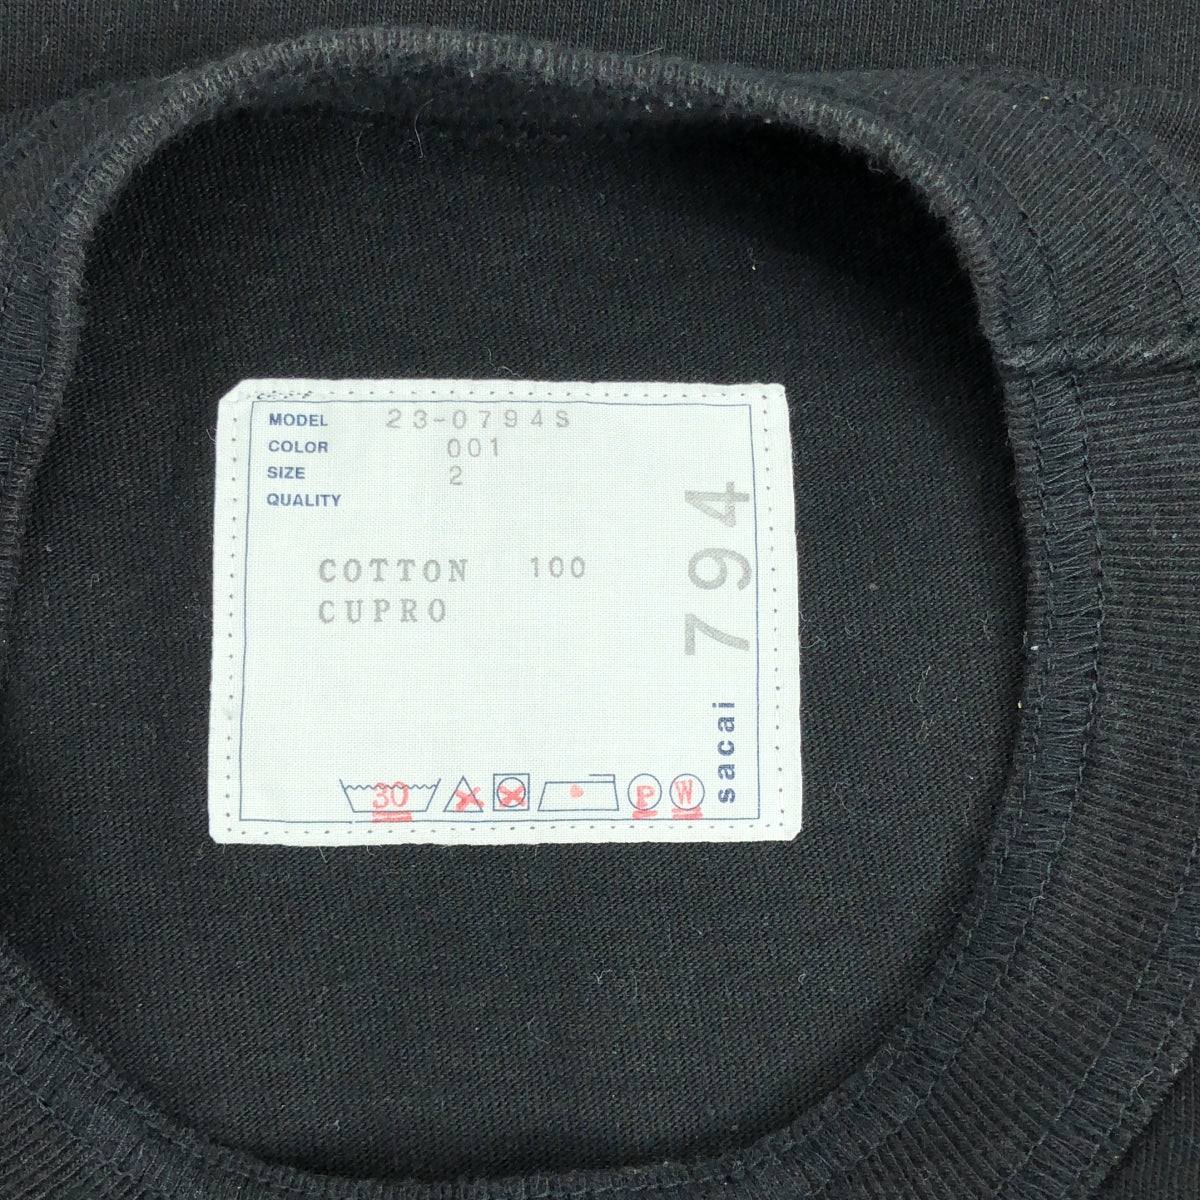 MODEL 23-0794S
COLOR 001
SIZE 2
QUALITY
COTTON 100
CUPRO
794
sacai
30
P
W